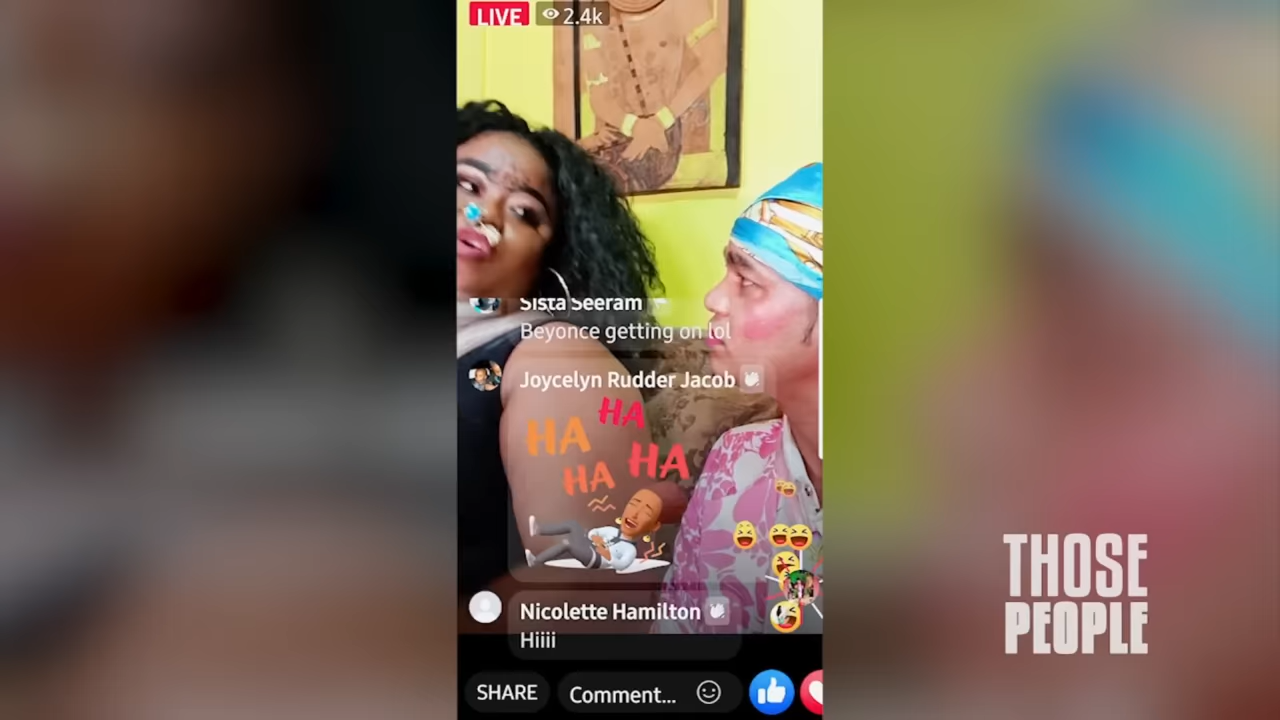 LIVE 2.4k
Sista Seeram
Beyonce getting on lol
Joycelyn Rudder Jacob
HA
HA
HA
HA
Nicolette Hamilton
Hiiii
SHARE Comment...
THOSE
PEOPLE